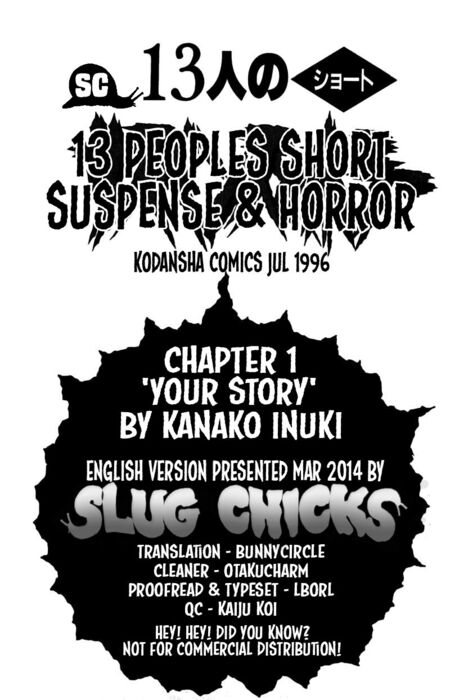 SC 13人の ショート
13 PEOPLES SHORT
SUSPENSE & HORROR
KODANSHA COMICS JUL 1996
CHAPTER 1
'YOUR STORY'
BY KANAKO INUKI
ENGLISH VERSION PRESENTED MAR 2014 BY
SLUG CHICKS
TRANSLATION - BUNNYCIRCLE
CLEANER - OTAKUCHARM
PROOFREAD & TYPESET - LBORL
QC - KAIJU KOI
HEY! HEY! DID YOU KNOW?
NOT FOR COMMERCIAL DISTRIBUTION!